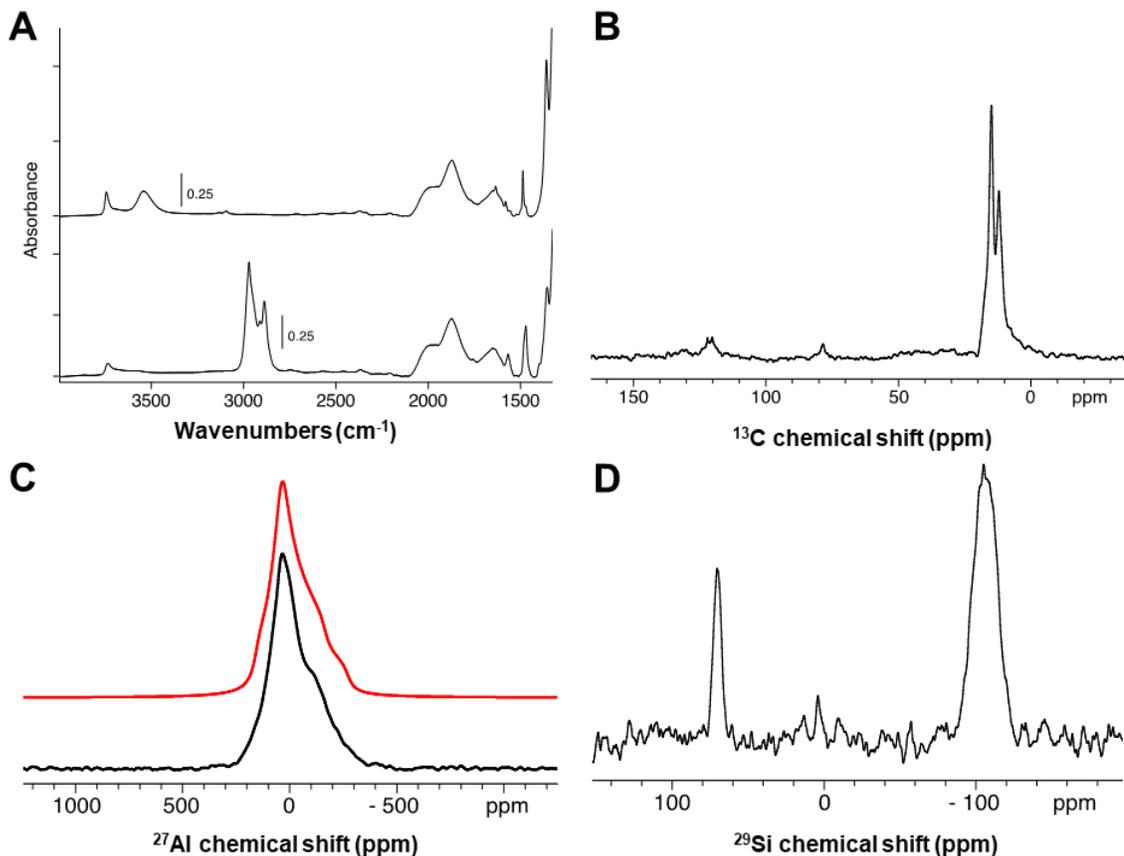 A
Absorbance
0.25
0.25
3500 3000 2500 2000 1500
Wavenumbers (cm-1)
B
150 100 50 0 ppm
13C chemical shift (ppm)
C
1000 500 0 - 500 ppm
27Al chemical shift (ppm)
D
100 0 - 100 ppm
29Si chemical shift (ppm)